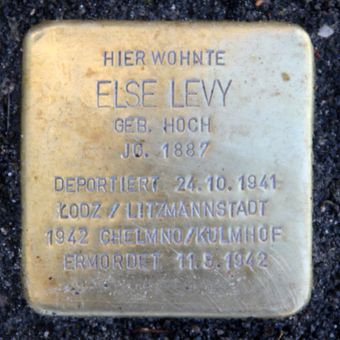 HIER WOHNTE
ELSE LEVY
GEB. HOCH
JG. 1887
DEPORTIERT 24.10.1941
ŁODZ / LITZMANNSTADT
1942 CHELMNO/KULMHOF
ERMORDET 11.5.1942